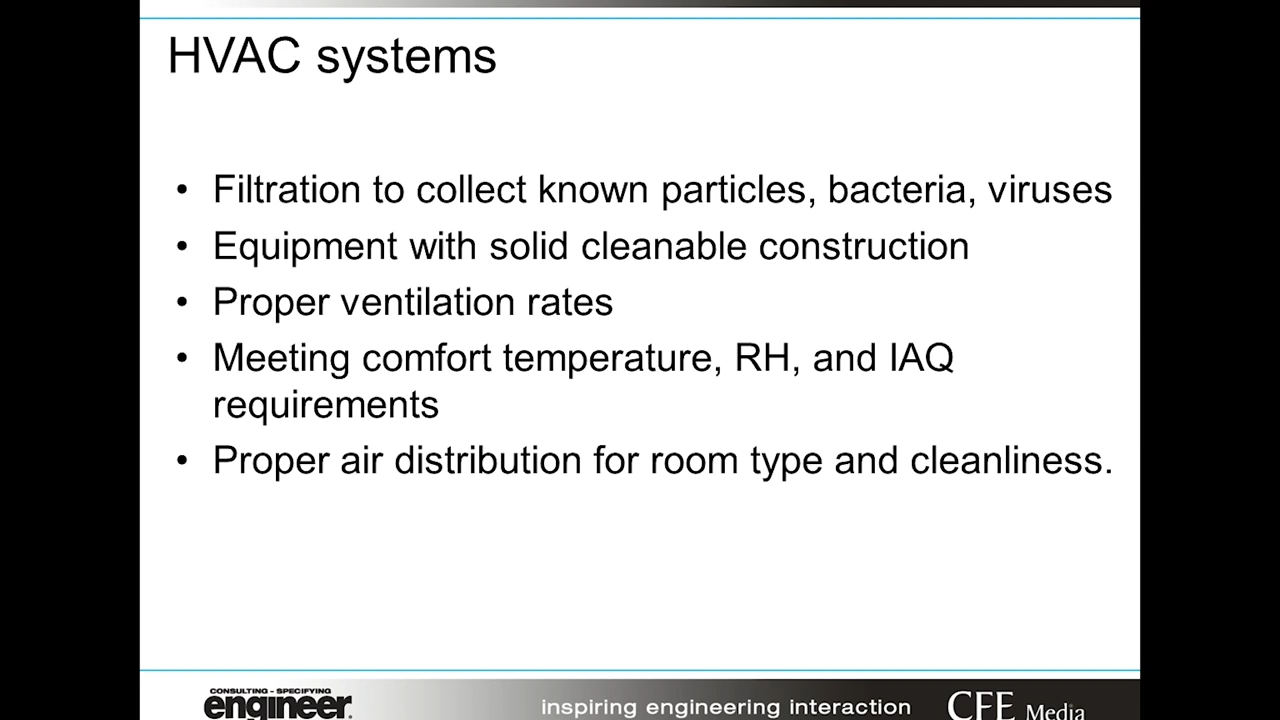 HVAC systems
• Filtration to collect known particles, bacteria, viruses
• Equipment with solid cleanable construction
• Proper ventilation rates
• Meeting comfort temperature, RH, and IAQ
requirements
• Proper air distribution for room type and cleanliness.
CONSULTING-SPECIFYING
engineer.
inspiring engineering interaction
CFE Media